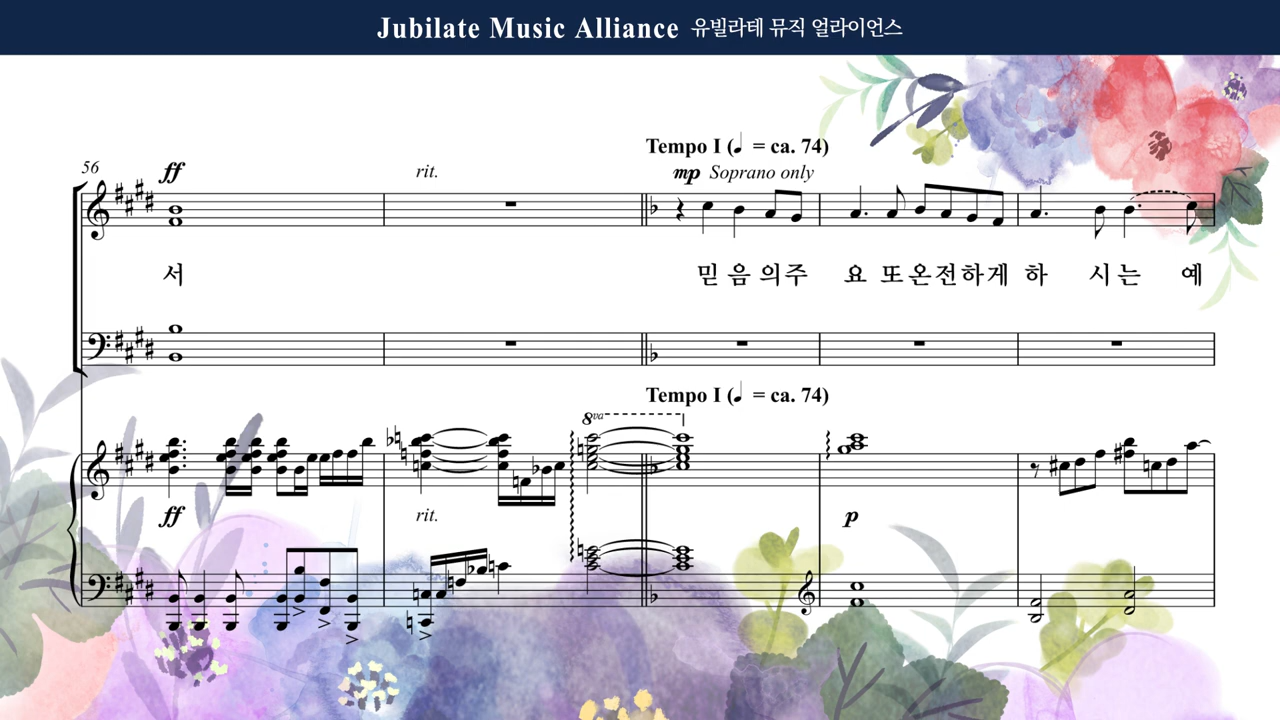 Jubilate Music Alliance 유빌라테 뮤직 얼라이언스
Tempo I (♩ = ca. 74)
56
ff
rit.
mp Soprano only
서 믿 음 의 주 요 또 온 전 하 게 하 시 는 예
Tempo I (♩ = ca. 74)
8va
ff
rit.
p